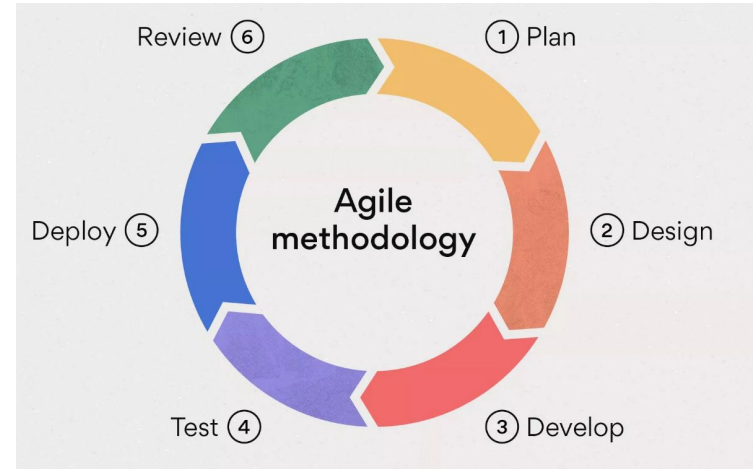 Agile
methodology
1 Plan
2 Design
3 Develop
Test 4
Deploy 5
Review 6